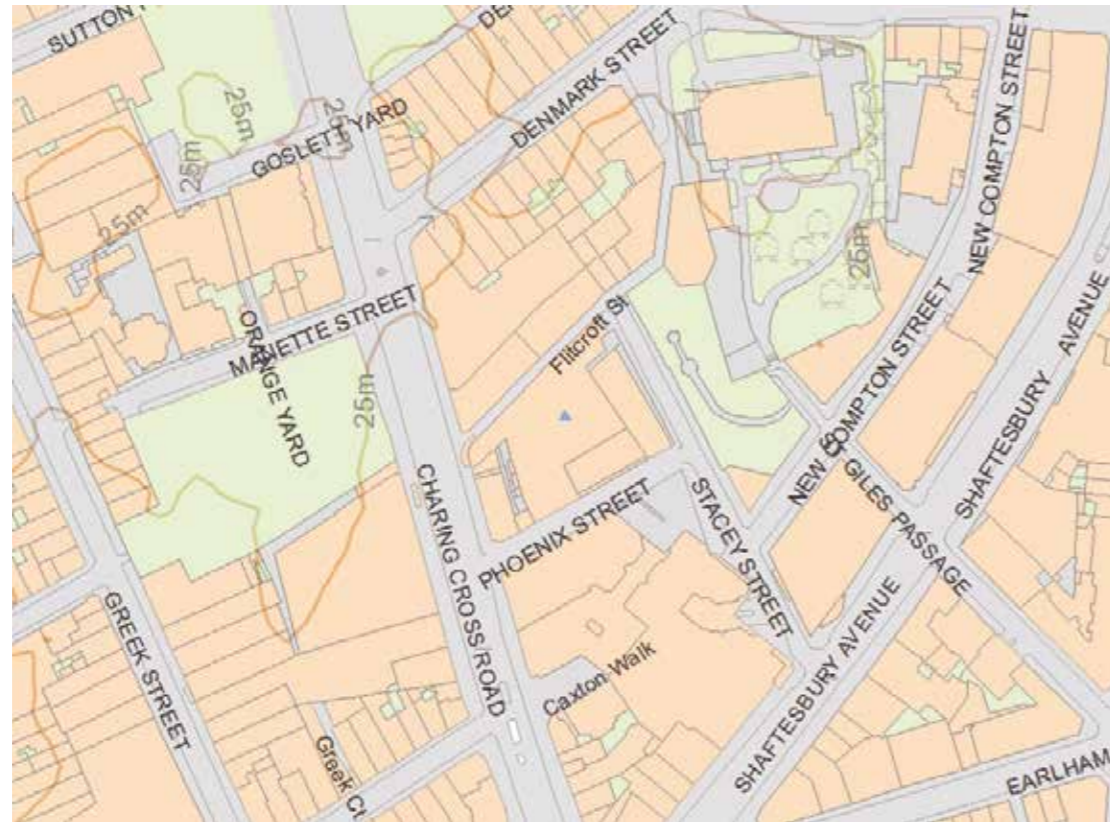 SUTTON
DENMARK STREET
NEW COMPTON STREET
25m
25m
GOSLETT YARD
25m
25m
25m
ORANGE YARD
MANETTE STREET
25m
Flitcroft St
NEW COMPTON STREET
SHAFTESBURY AVENUE
CHARING CROSS ROAD
PHOENIX STREET
STACEY STREET
ST GILES PASSAGE
GREEK STREET
Caxton Walk
Greek Ct
SHAFTESBURY AVENUE
EARLHAM